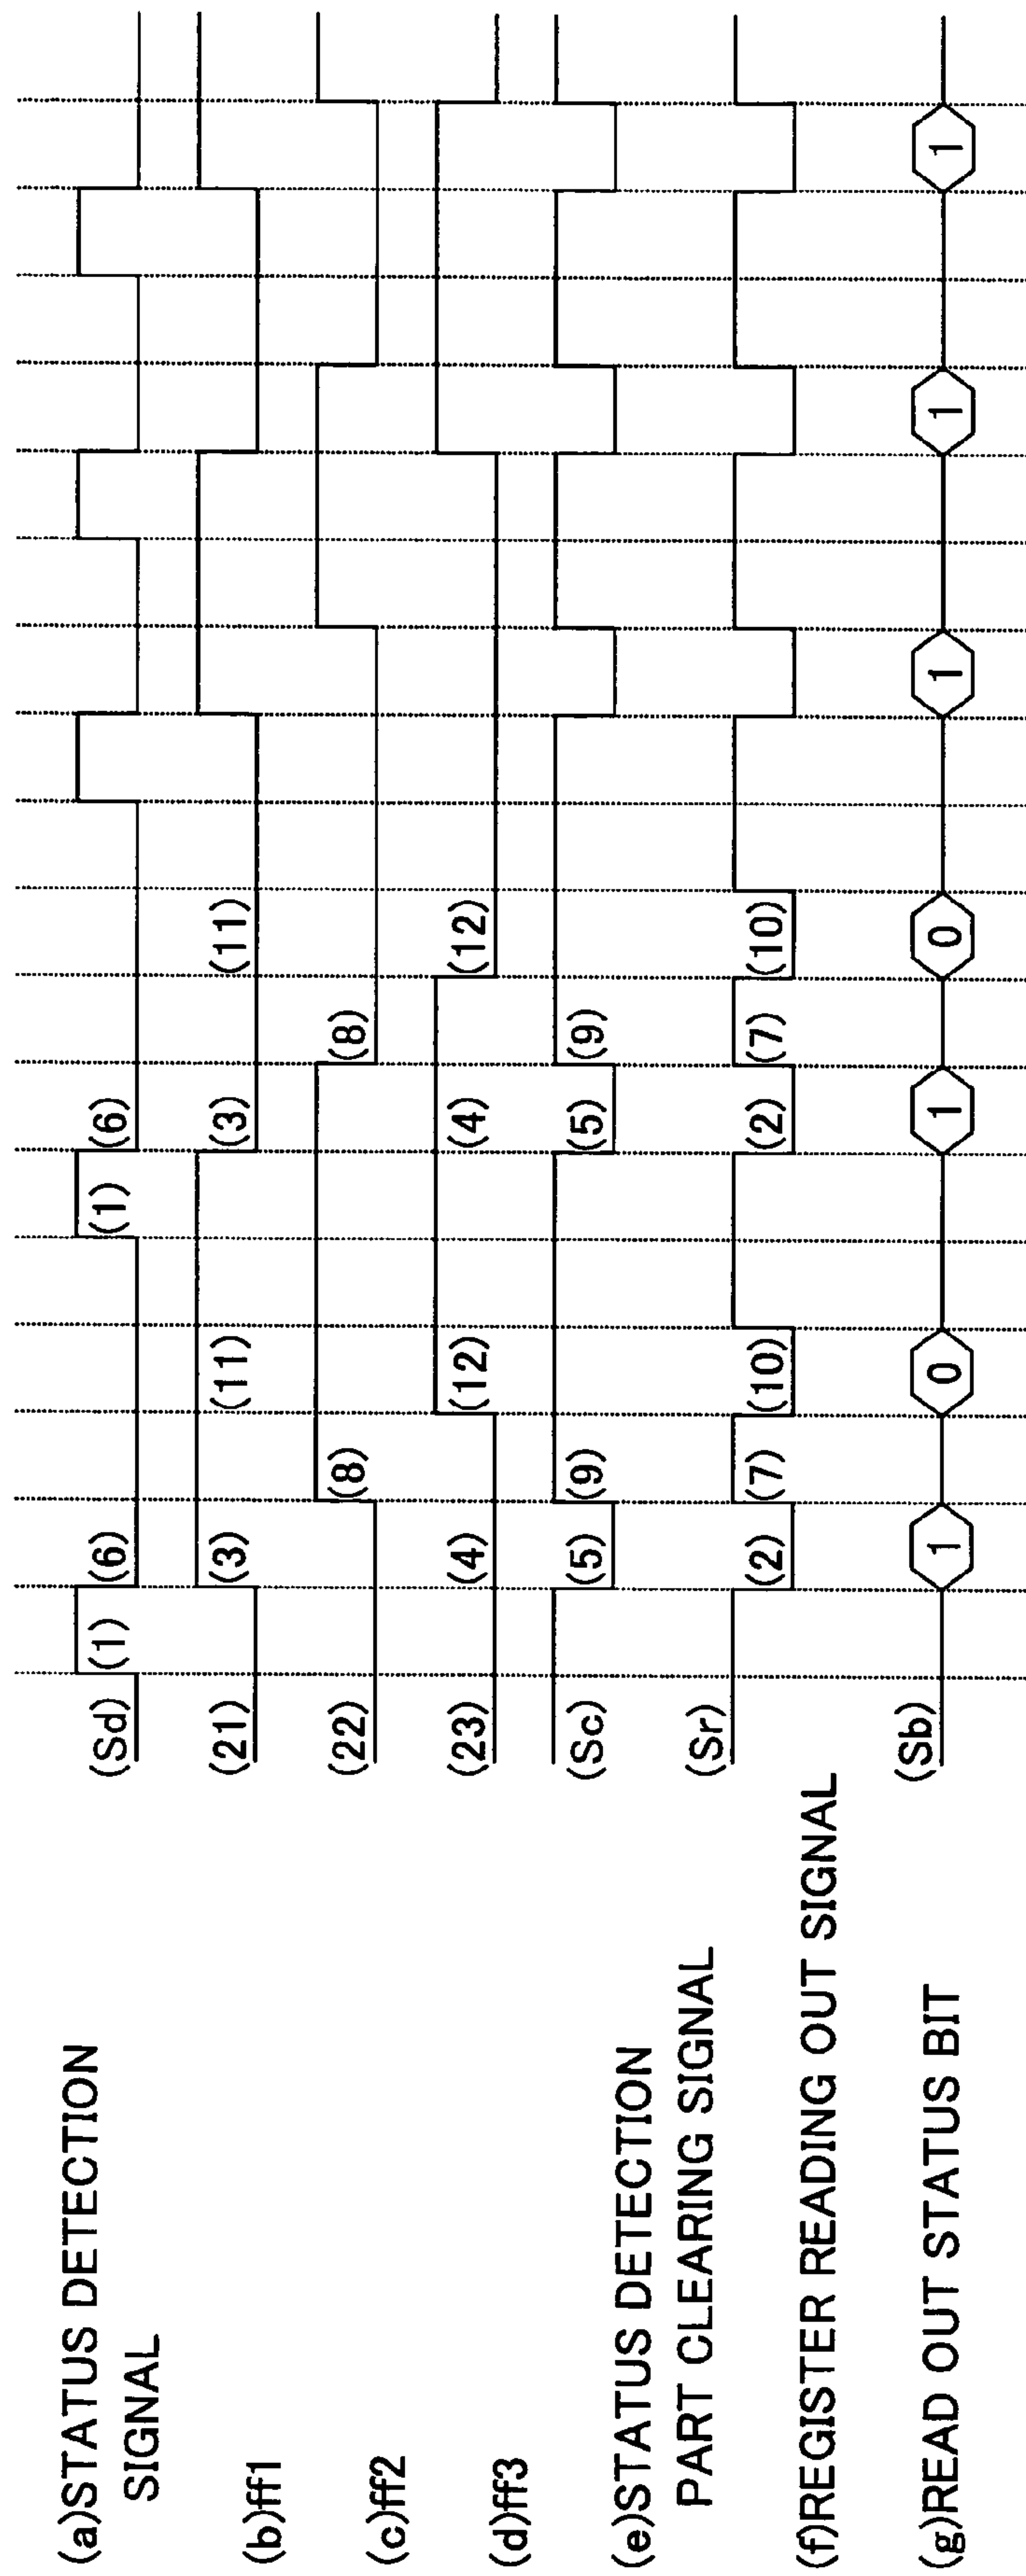 (a)STATUS DETECTION
SIGNAL
(Sd) (1) (6) (1) (6)
(b)ff1
(21) (3) (11) (3) (11)
(c)ff2
(22) (8) (8)
(d)ff3
(23) (4) (12) (4) (12)
(e)STATUS DETECTION
PART CLEARING SIGNAL
(Sc) (5) (9) (5) (9)
(f)REGISTER READING OUT SIGNAL
(Sr) (2) (7) (10) (2) (7) (10)
(g)READ OUT STATUS BIT
(Sb) 1 0 1 0 1 1 1